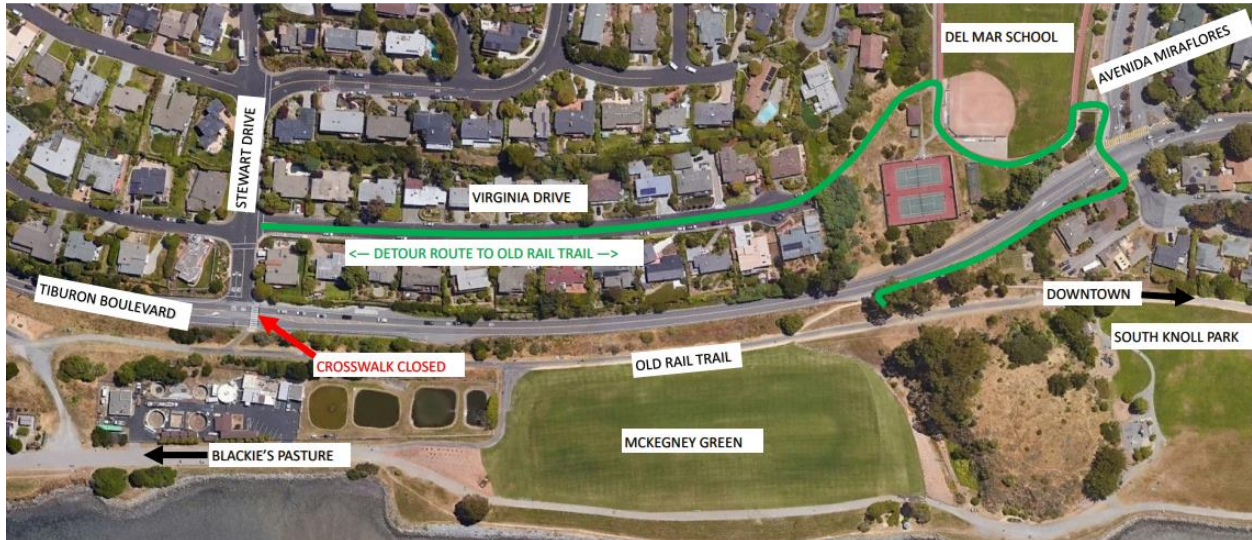 DEL MAR SCHOOL
AVENIDA MIRAFLORES
STEWART DRIVE
VIRGINIA DRIVE
<— DETOUR ROUTE TO OLD RAIL TRAIL —>
TIBURON BOULEVARD
DOWNTOWN
SOUTH KNOLL PARK
CROSSWALK CLOSED
OLD RAIL TRAIL
MCKEGNEY GREEN
BLACKIE'S PASTURE